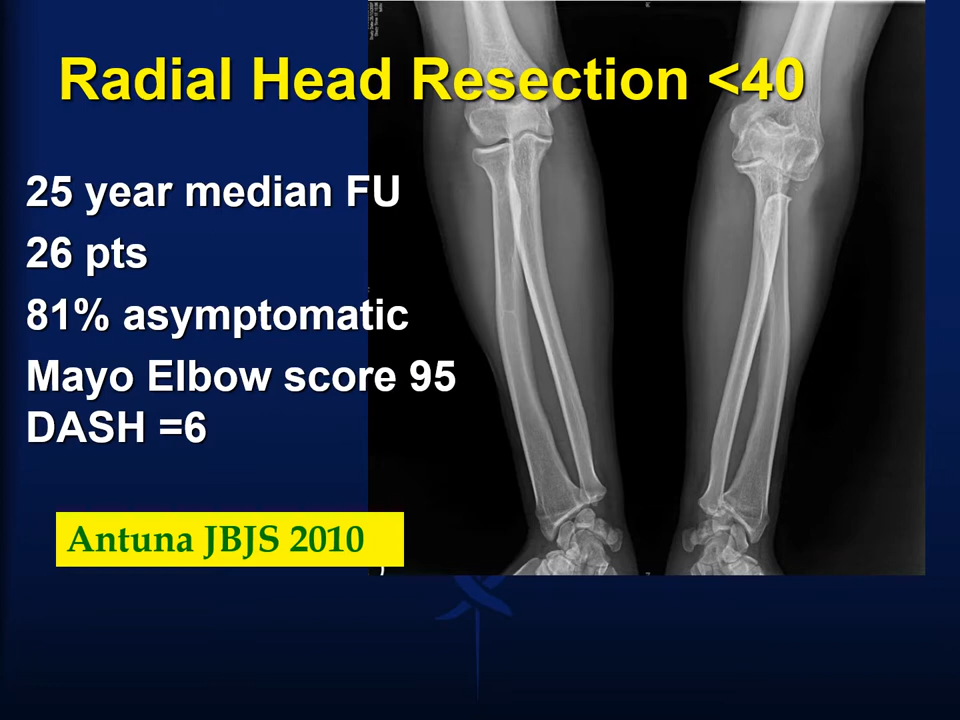 Radial Head Resection <40
25 year median FU
26 pts
81% asymptomatic
Mayo Elbow score 95
DASH =6
Antuna JBJS 2010